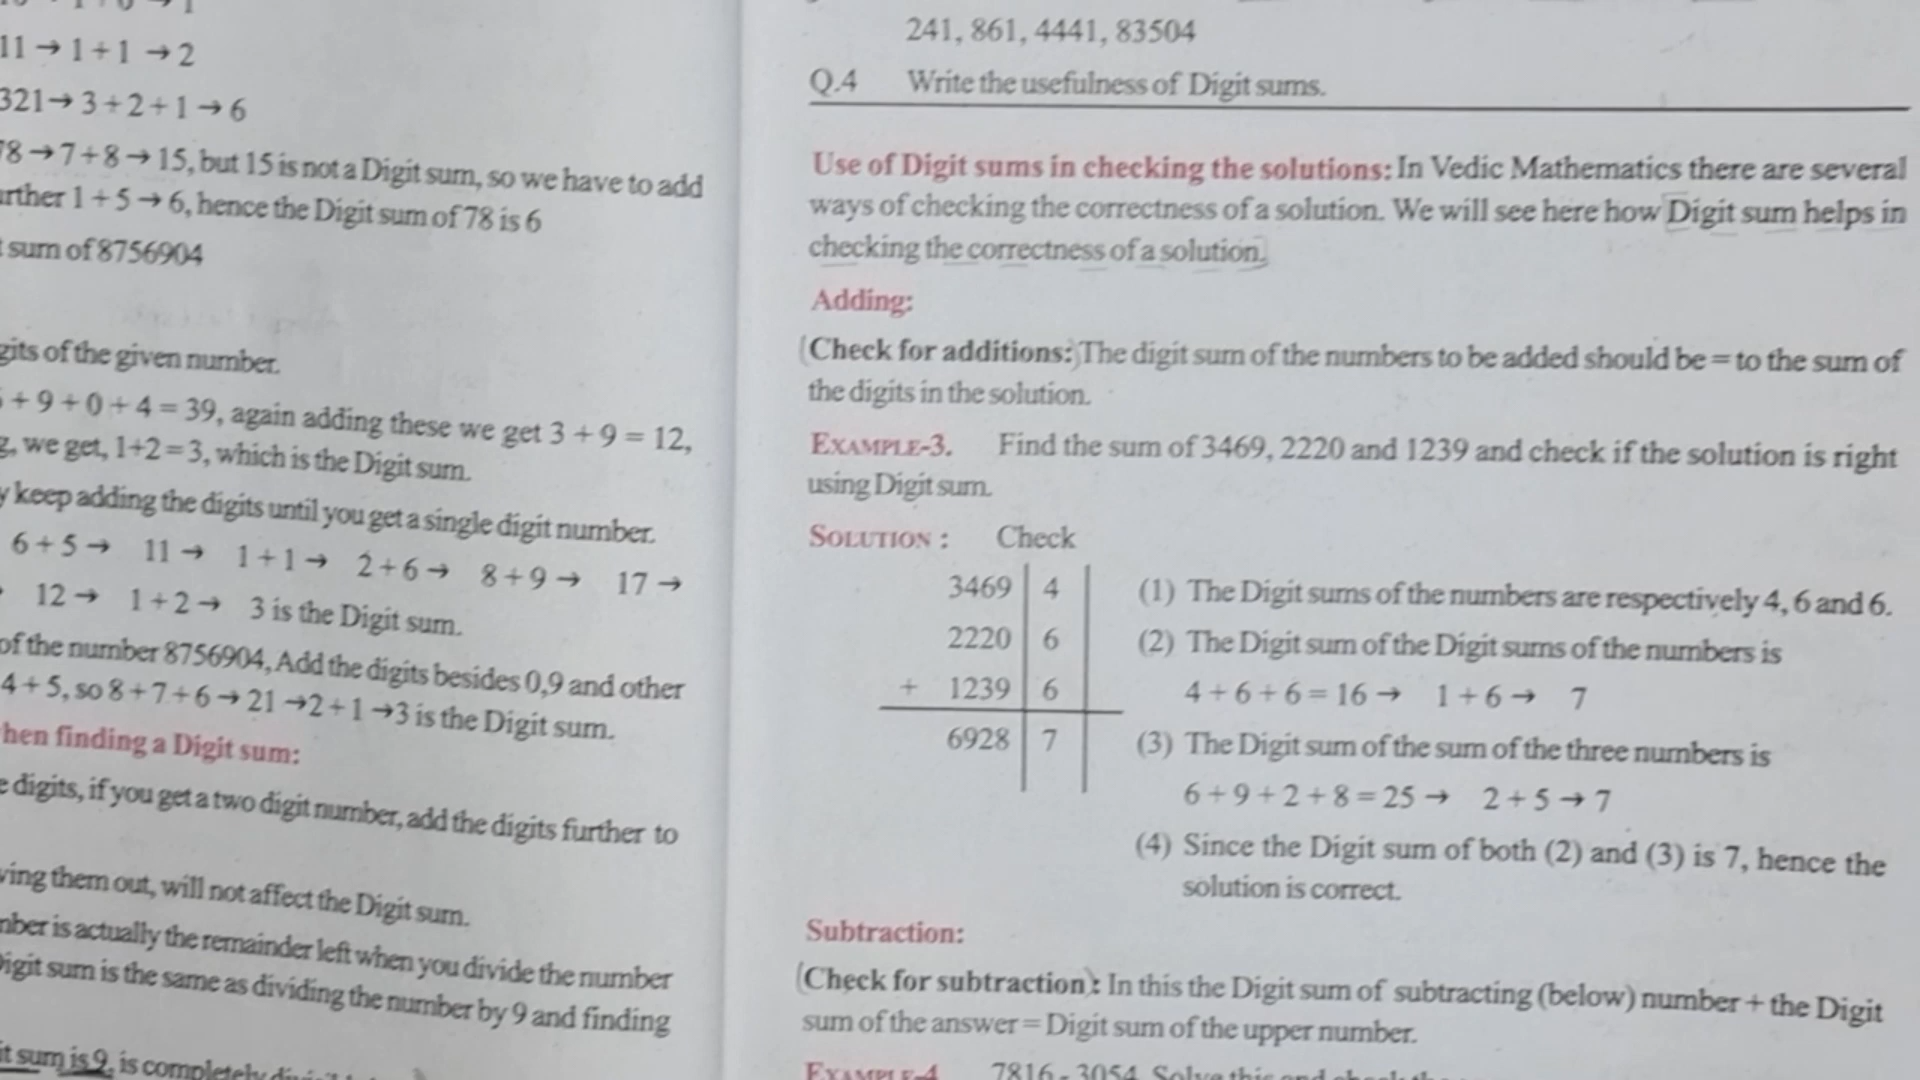 11 → 1 + 1 → 2
321 → 3 + 2 + 1 → 6
78 → 7 + 8 → 15, but 15 is not a Digit sum, so we have to add
1 + 5 → 6, hence the Digit sum of 78 is 6
sum of 8756904
of the given number.
+ 9 + 0 + 4 = 39, again adding these we get 3 + 9 = 12,
we get, 1+2 = 3, which is the Digit sum.
keep adding the digits until you get a single digit number.
6 + 5 → 11 → 1 + 1 → 2 + 6 → 8 + 9 → 17 →
12 → 1 + 2 → 3 is the Digit sum.
of the number 8756904, Add the digits besides 0,9 and other
4 + 5, so 8 + 7 + 6 → 21 → 2 + 1 → 3 is the Digit sum.
hen finding a Digit sum:
digits, if you get a two digit number, add the digits further to
ving them out, will not affect the Digit sum.
is actually the remainder left when you divide the number
sum is the same as dividing the number by 9 and finding
sum is 9, is completely
241, 861, 4441, 83504
Q.4 Write the usefulness of Digit sums.
Use of Digit sums in checking the solutions: In Vedic Mathematics there are several
ways of checking the correctness of a solution. We will see here how Digit sum helps in
checking the correctness of a solution.
Adding:
(Check for additions:) The digit sum of the numbers to be added should be = to the sum of
the digits in the solution.
EXAMPLE-3. Find the sum of 3469, 2220 and 1239 and check if the solution is right
using Digit sum.
SOLUTION : Check
3469 4
2220 6
+ 1239 6
6928 7
(1) The Digit sums of the numbers are respectively 4, 6 and 6.
(2) The Digit sum of the Digit sums of the numbers is
4 + 6 + 6 = 16 → 1 + 6 → 7
(3) The Digit sum of the sum of the three numbers is
6 + 9 + 2 + 8 = 25 → 2 + 5 → 7
(4) Since the Digit sum of both (2) and (3) is 7, hence the
solution is correct.
Subtraction:
(Check for subtraction): In this the Digit sum of subtracting (below) number + the Digit
sum of the answer = Digit sum of the upper number.
EXAMPLE-4 7816 - 3054. Solve this and check